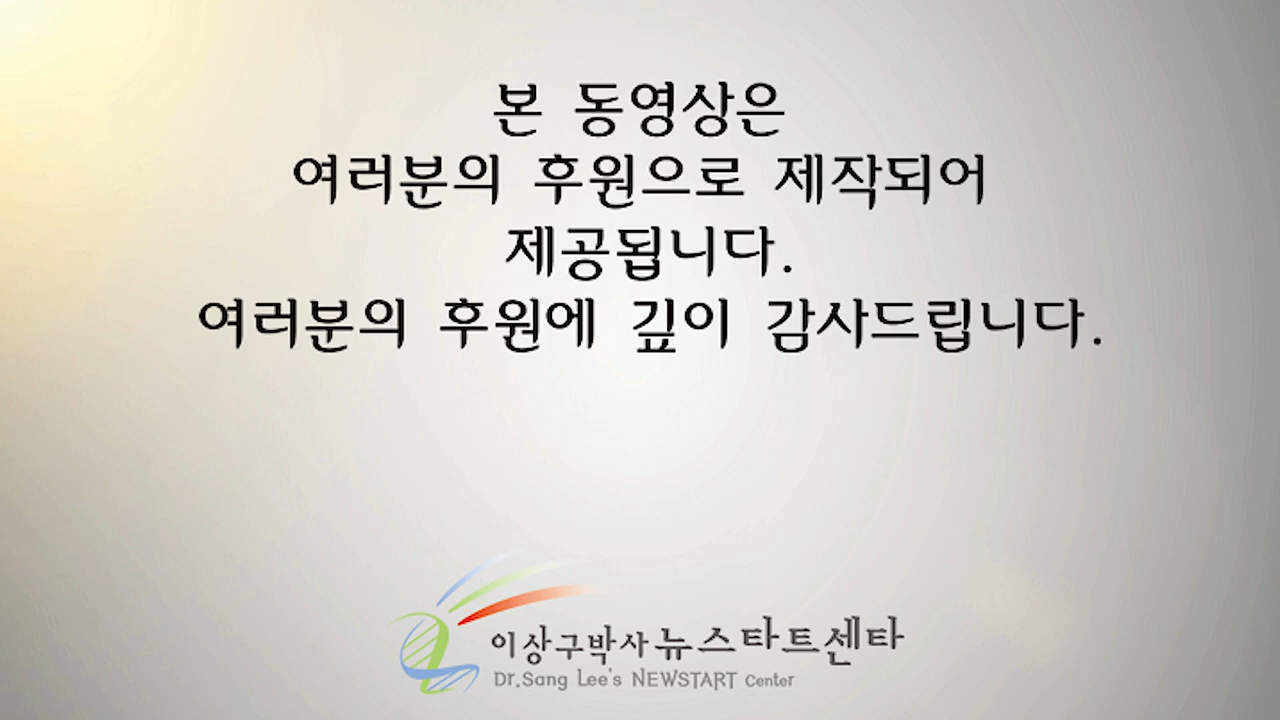 본 동영상은
여러분의 후원으로 제작되어
제공됩니다.
여러분의 후원에 깊이 감사드립니다.
이상구박사 뉴스타트센타
Dr.Sang Lee's NEWSTART Center